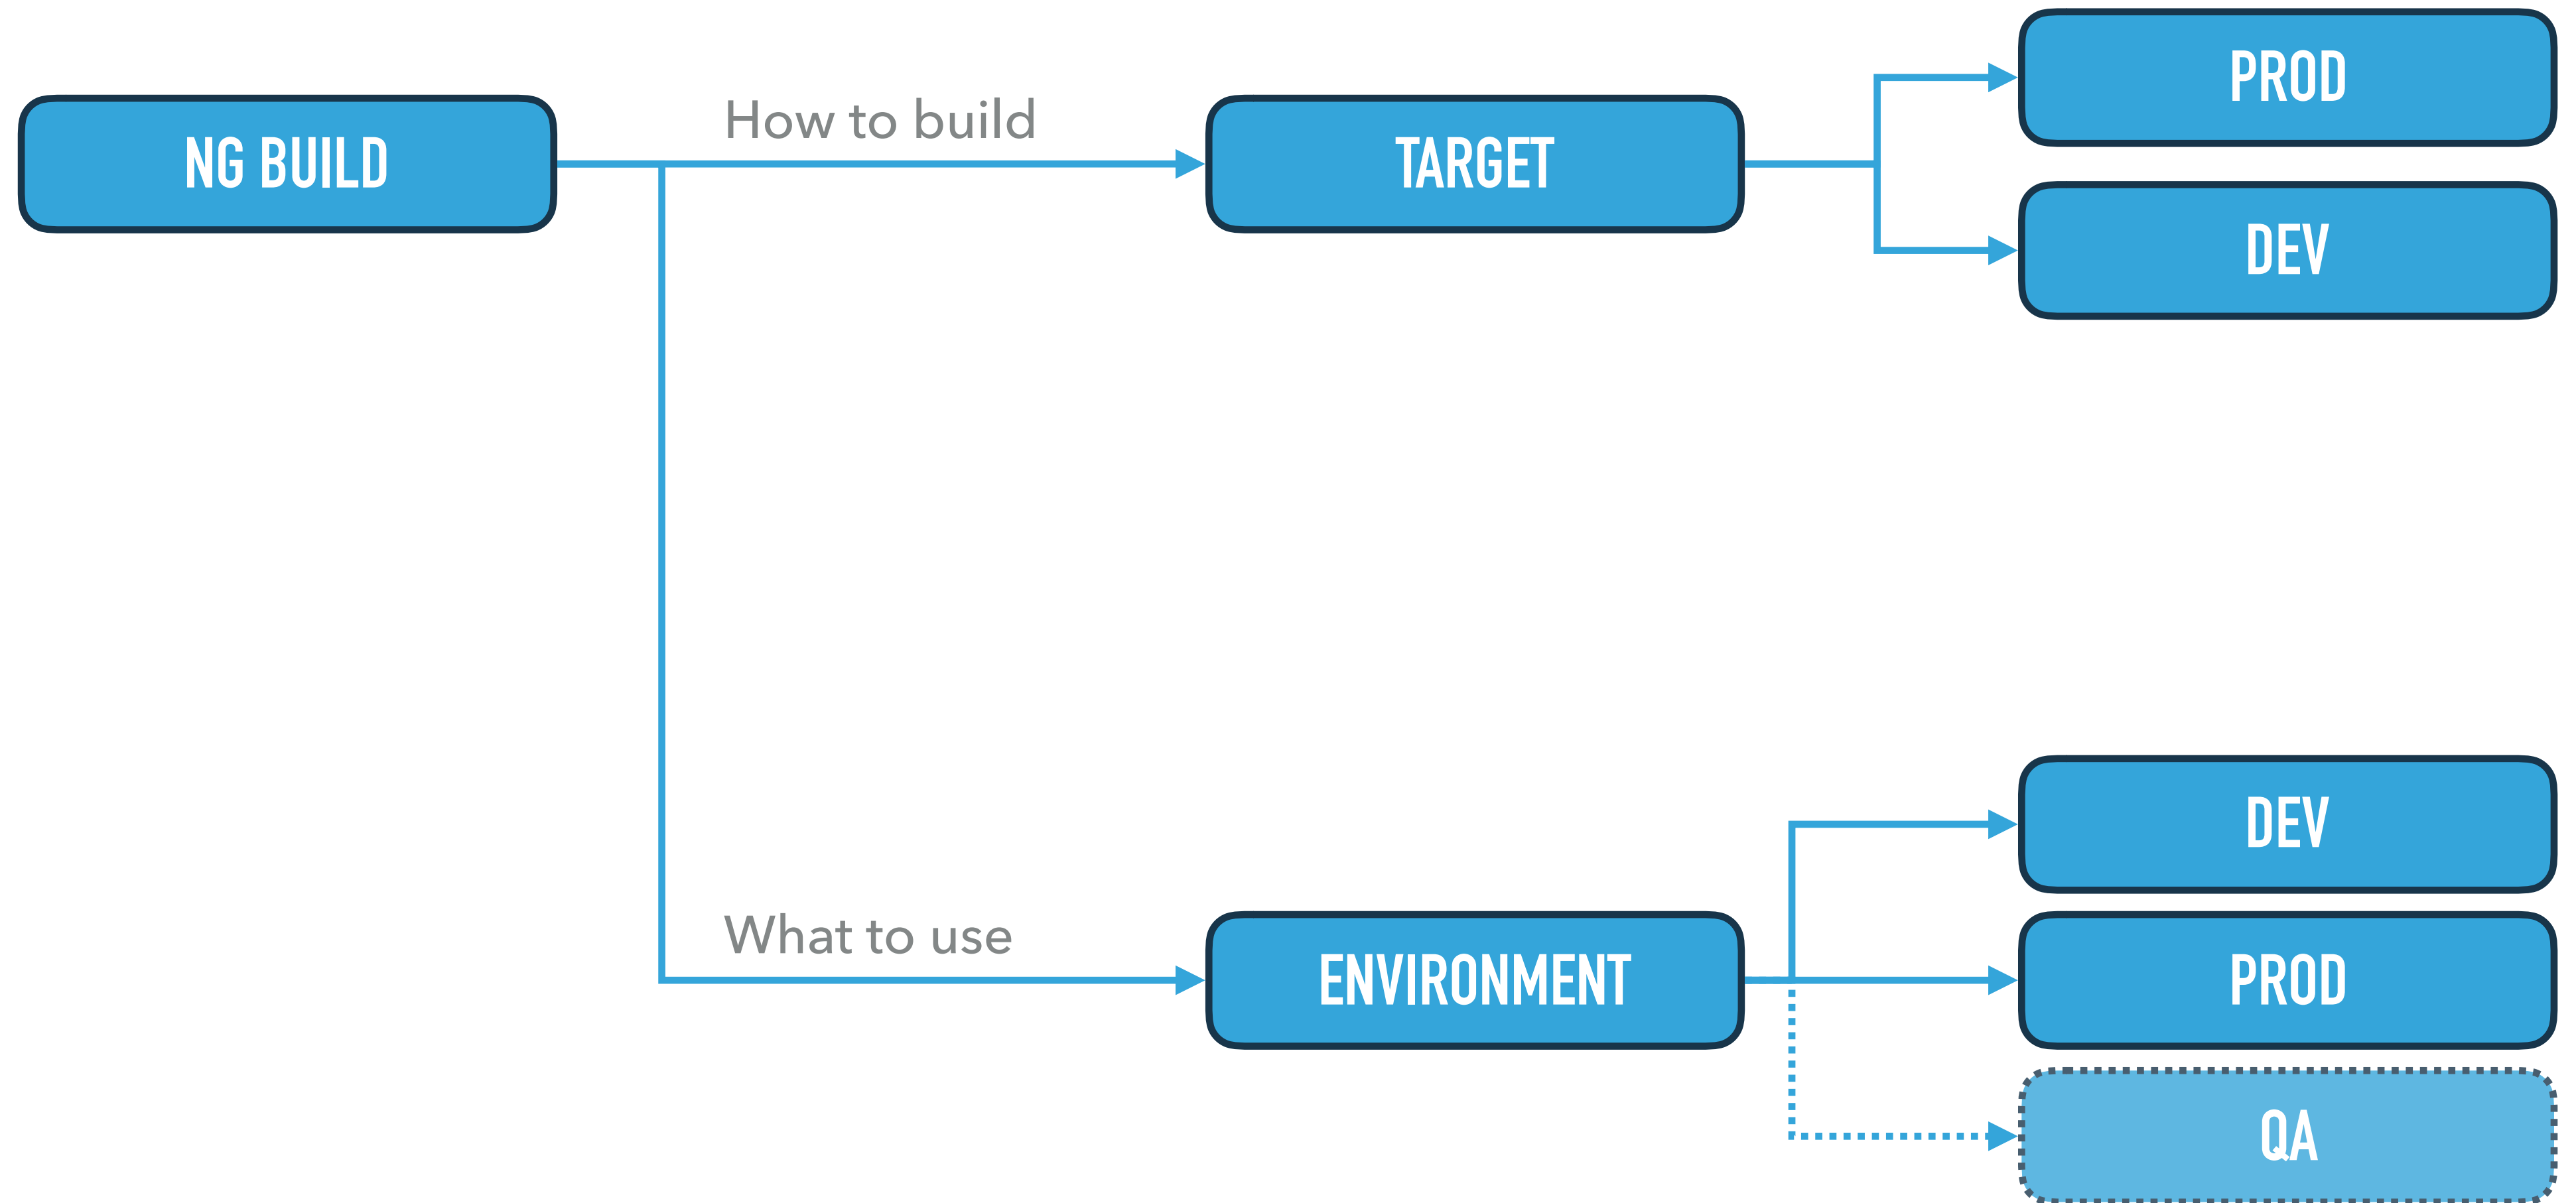 NG BUILD
How to build
TARGET
PROD
DEV
What to use
ENVIRONMENT
DEV
PROD
QA